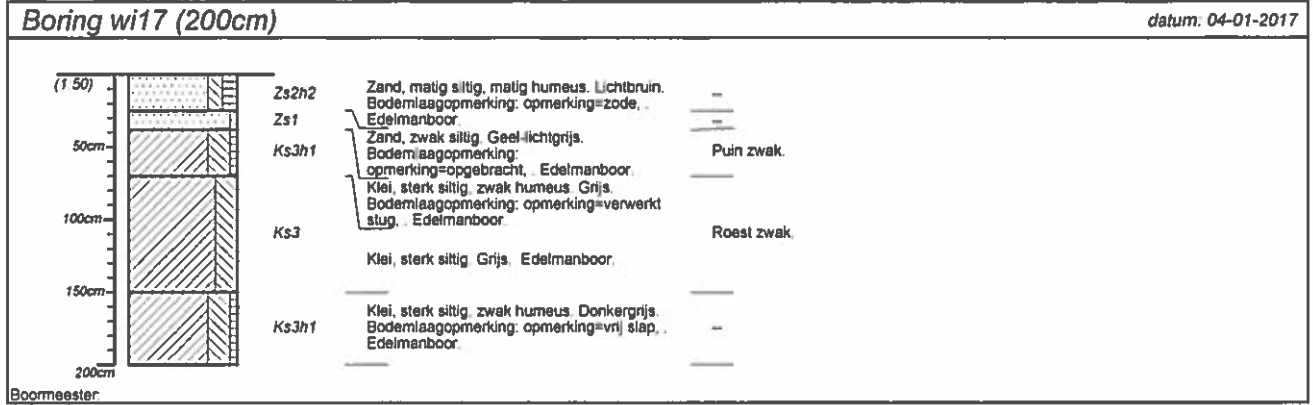 Boring wi17 (200cm)
datum: 04-01-2017
(1:50)
Zs2h2
Zand, matig siltig, matig humeus. Lichtbruin.
Bodemlaagopmerking: opmerking=zode, .
Edelmanboor.
-
Zs1
Zand, zwak siltig. Geel-lichtgrijs.
Bodemlaagopmerking:
opmerking=opgebracht, . Edelmanboor.
-
50cm
Ks3h1
Klei, sterk siltig, zwak humeus. Grijs.
Bodemlaagopmerking: opmerking=verwerkt
stug, . Edelmanboor.
Puin zwak.
100cm
Ks3
Klei, sterk siltig. Grijs. Edelmanboor.
Roest zwak.
150cm
Ks3h1
Klei, sterk siltig, zwak humeus. Donkergrijs.
Bodemlaagopmerking: opmerking=vrij slap, .
Edelmanboor.
-
200cm
Boormeester: